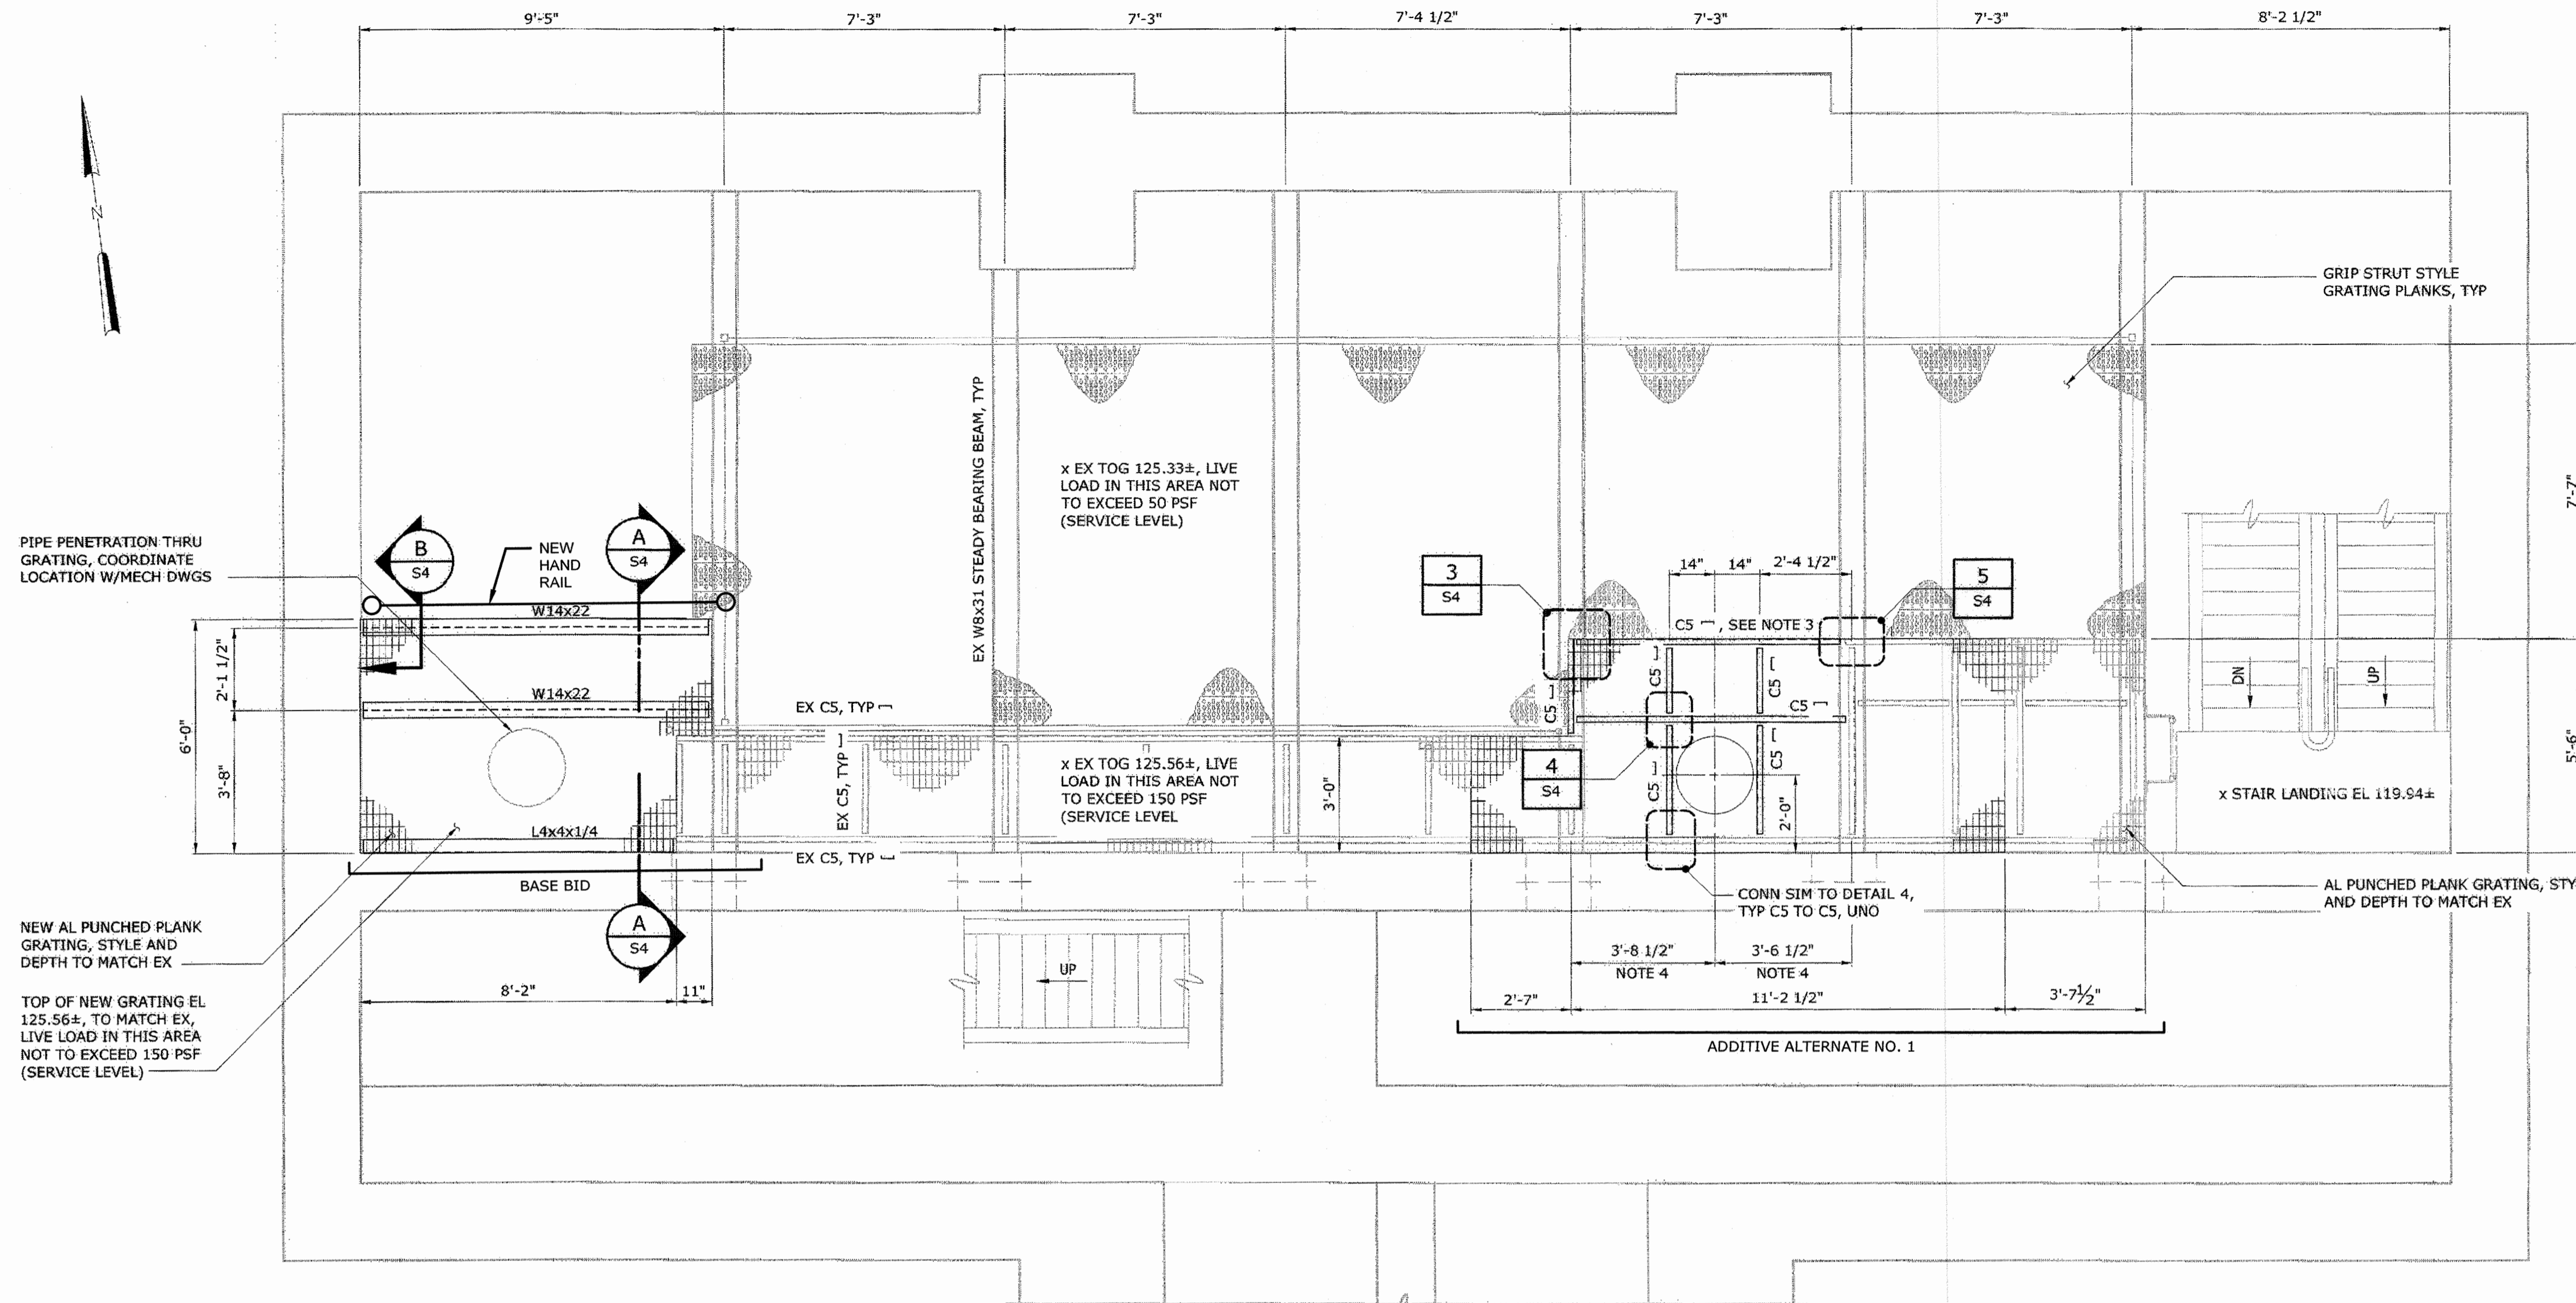 9'-5"
7'-3"
7'-3"
7'-4 1/2"
7'-3"
7'-3"
8'-2 1/2"
N
GRIP STRUT STYLE
GRATING PLANKS, TYP
EX W8x31 STEADY BEARING BEAM, TYP
x EX TOG 125.33±, LIVE
LOAD IN THIS AREA NOT
TO EXCEED 50 PSF
(SERVICE LEVEL)
7'-7"
PIPE PENETRATION THRU
GRATING, COORDINATE
LOCATION W/MECH DWGS
B
S4
NEW
HAND
RAIL
A
S4
W14x22
W14x22
2'-1 1/2"
6'-0"
3'-8"
L4x4x1/4
BASE BID
A
S4
NEW AL PUNCHED PLANK
GRATING, STYLE AND
DEPTH TO MATCH EX
TOP OF NEW GRATING EL
125.56±, TO MATCH EX,
LIVE LOAD IN THIS AREA
NOT TO EXCEED 150 PSF
(SERVICE LEVEL)
8'-2"
11"
EX C5, TYP
EX C5, TYP
EX C5, TYP
x EX TOG 125.56±, LIVE
LOAD IN THIS AREA NOT
TO EXCEED 150 PSF
(SERVICE LEVEL
3'-0"
UP
3
S4
14"
14"
2'-4 1/2"
5
S4
C5, SEE NOTE 3
C5
C5
C5
C5
C5
C5
4
S4
2'-0"
CONN SIM TO DETAIL 4,
TYP C5 TO C5, UNO
3'-8 1/2"
NOTE 4
3'-6 1/2"
NOTE 4
2'-7"
11'-2 1/2"
3'-7½"
ADDITIVE ALTERNATE NO. 1
DN
UP
5'-6"
x STAIR LANDING EL 119.94±
AL PUNCHED PLANK GRATING, STY
AND DEPTH TO MATCH EX